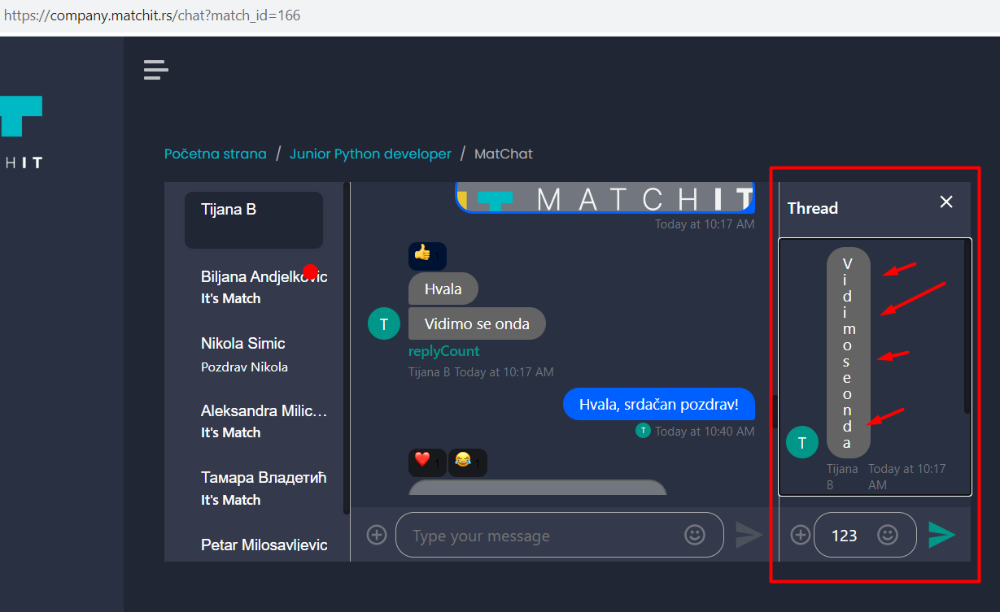 https://company.matchit.rs/chat?match_id=166
HIT
Početna strana / Junior Python developer / MatChat
Tijana B
Biljana Andjelkovic
It's Match
Nikola Simic
Pozdrav Nikola
Aleksandra Milic...
It's Match
Тамара Владетић
It's Match
Petar Milosavljevic
MATCHIT
Today at 10:17 AM
1
Hvala
T
Vidimo se onda
replyCount
Tijana B Today at 10:17 AM
Hvala, srdačan pozdrav!
T Today at 10:40 AM
1 1
Type your message
Thread
V
i
d
i
m
o
s
e
o
n
d
a
T
Tijana B
Today at 10:17 AM
123